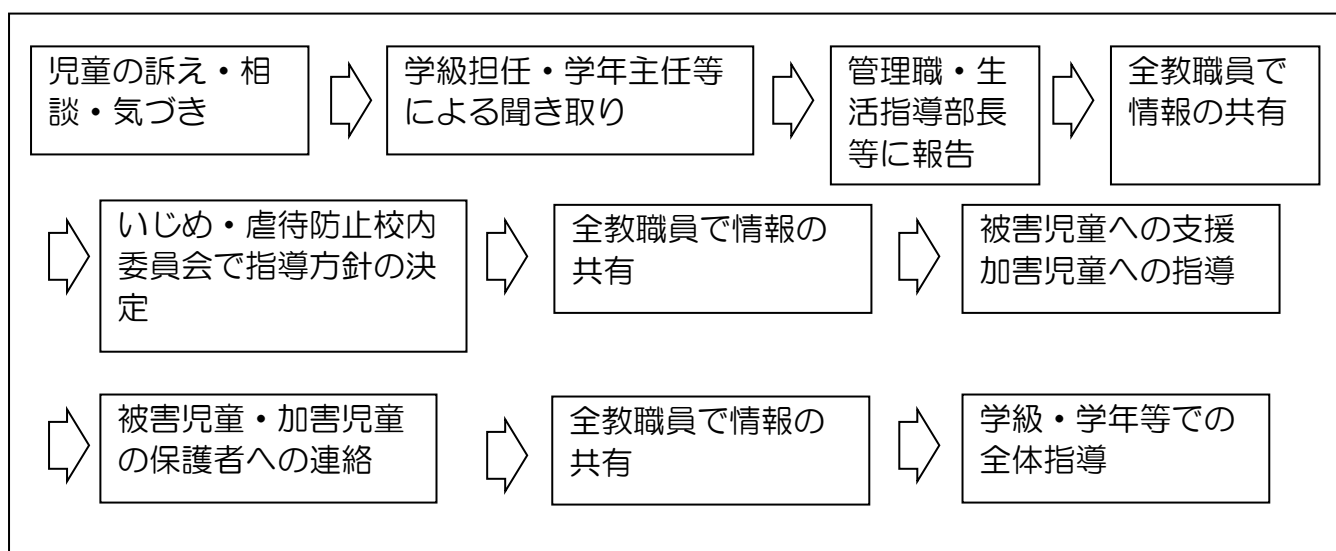 児童の訴え・相
談・気づき
学級担任・学年主任等
による聞き取り
管理職・生
活指導部長
等に報告
全教職員で
情報の共有
いじめ・虐待防止校内
委員会で指導方針の決
定
全教職員で情報の
共有
被害児童への支援
加害児童への指導
被害児童・加害児童
の保護者への連絡
全教職員で情報の
共有
学級・学年等での
全体指導